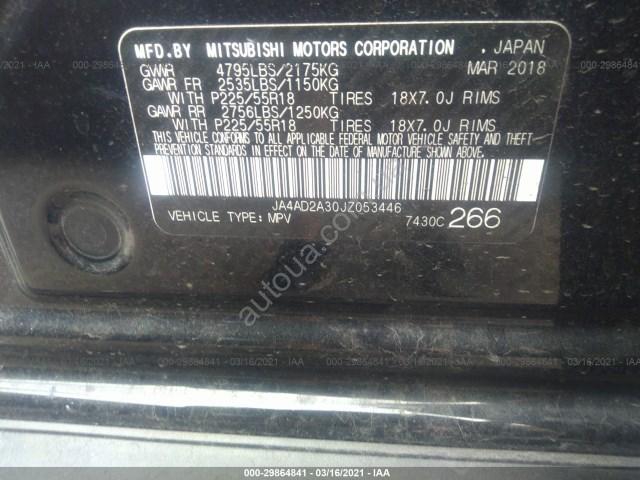 MFD.BY MITSUBISHI MOTORS CORPORATION . JAPAN
GVWR 4795LBS/2175KG MAR 2018
GAWR FR 2535LBS/1150KG
WITH P225/55R18 TIRES 18X7.0J RIMS
GAWR RR 2756LBS/1250KG
WITH P225/55R18 TIRES 18X7.0J RIMS
THIS VEHICLE CONFORMS TO ALL APPLICABLE FEDERAL MOTOR VEHICLE SAFETY AND THEFT
PREVENTION STANDARDS IN EFFECT ON THE DATE OF MANUFACTURE SHOWN ABOVE.
JA4AD2A30JZ053446
VEHICLE TYPE: MPV 7430C 266
autoua.com
000-29864841 03/16/2021 - IAA